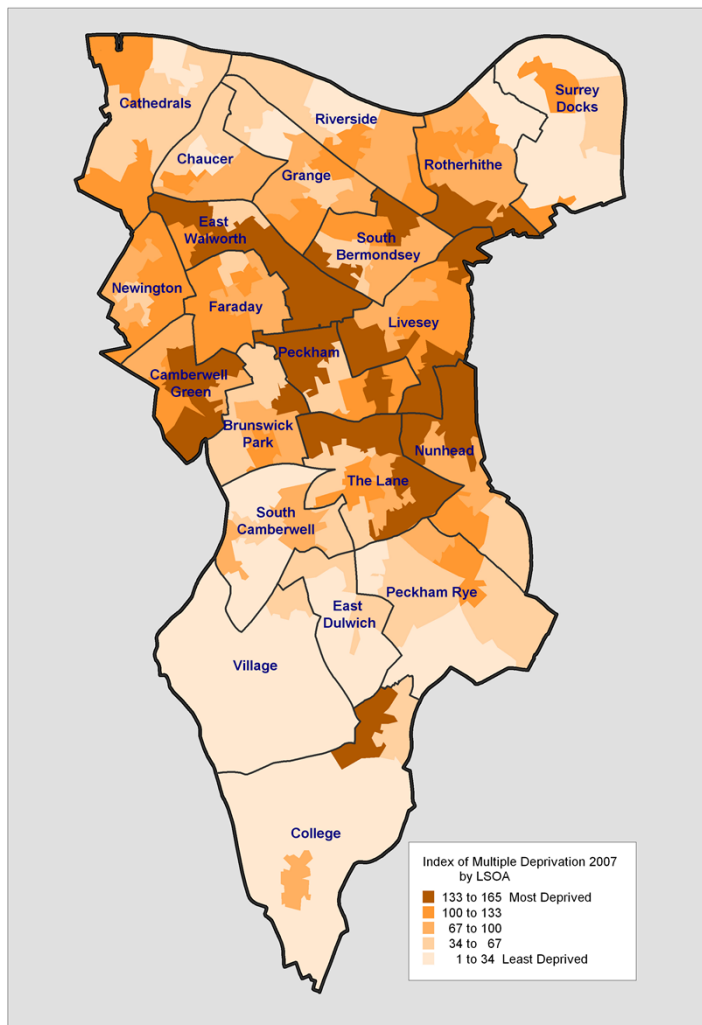 Surrey
Docks
Cathedrals
Riverside
Chaucer
Rotherhithe
Grange
East
Walworth
South
Bermondsey
Newington
Faraday
Livesey
Peckham
Camberwell
Green
Brunswick
Park
Nunhead
The Lane
South
Camberwell
Peckham Rye
East
Dulwich
Village
College
Index of Multiple Deprivation 2007
by LSOA
133 to 165 Most Deprived
100 to 133
67 to 100
34 to 67
1 to 34 Least Deprived